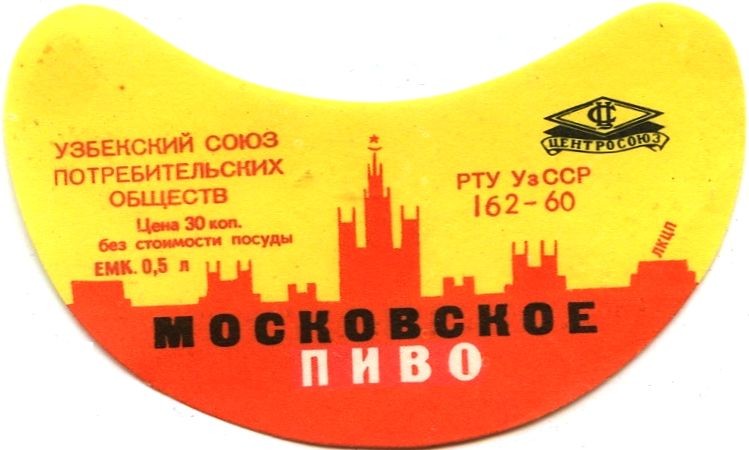 УЗБЕКСКИЙ СОЮЗ
ПОТРЕБИТЕЛЬСКИХ
ОБЩЕСТВ
Цена 30 коп.
без стоимости посуды
ЕМК. 0,5 л
СЦ
ЦЕНТРОСОЮЗ
РТУ УзССР
162-60
ЛКЦП
МОСКОВСКОЕ
ПИВО